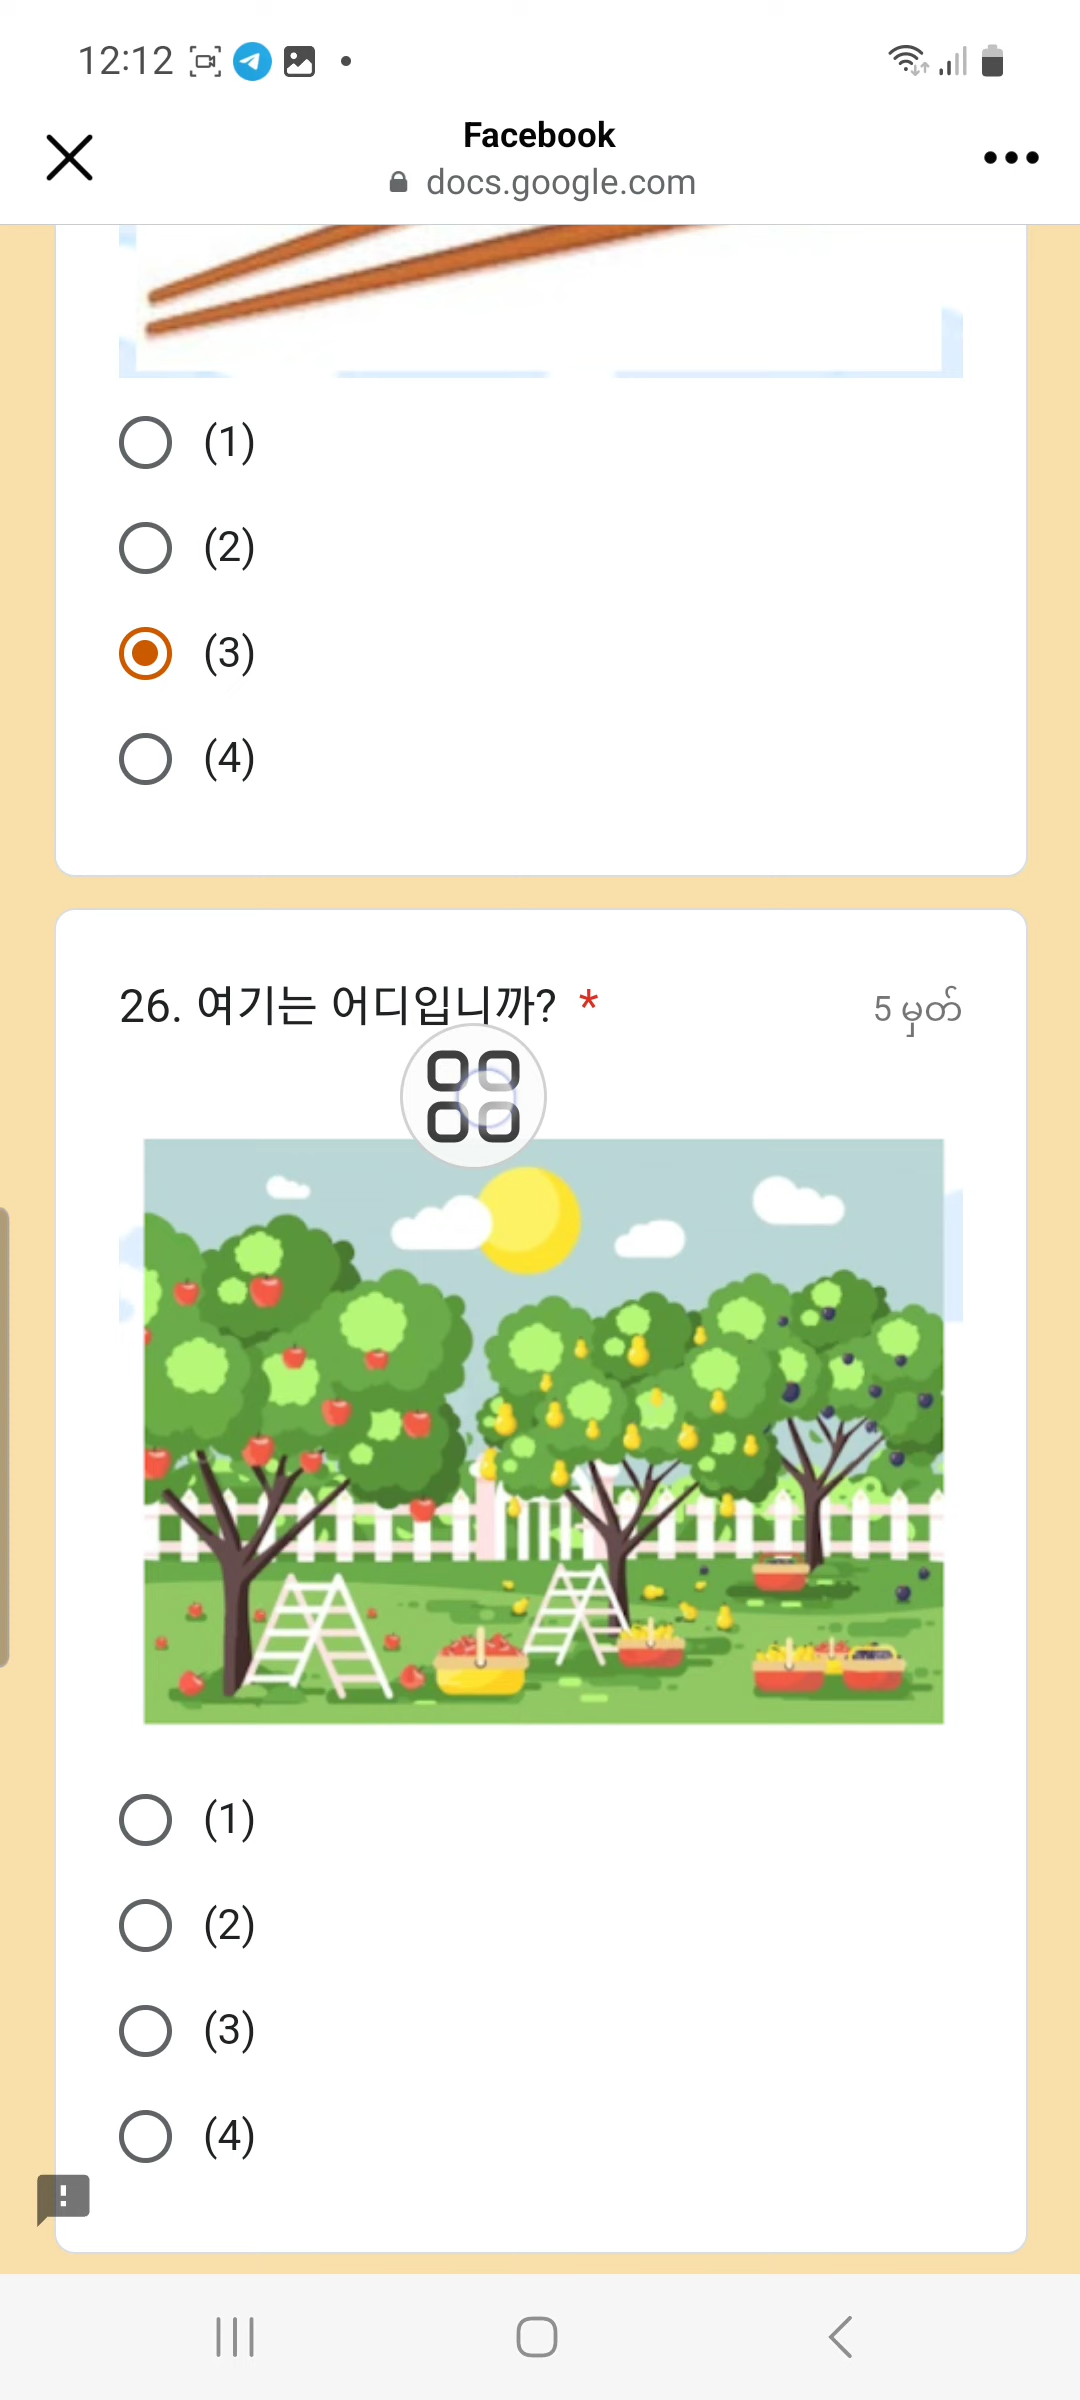 12:12
Facebook
docs.google.com
(1)
(2)
(3)
(4)
26. 여기는 어디입니까? *
5 မှတ်
(1)
(2)
(3)
(4)